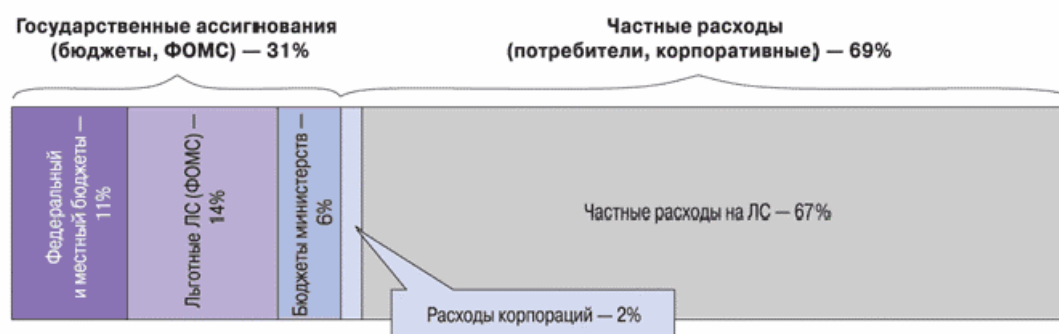 Государственные ассигнования
(бюджеты, ФОМС) — 31%
Частные расходы
(потребители, корпоративные) — 69%
Федеральный
и местный бюджеты —
11%
Льготные ЛС (ФОМС) —
14%
Бюджеты министерств —
6%
Частные расходы на ЛС — 67%
Расходы корпораций — 2%